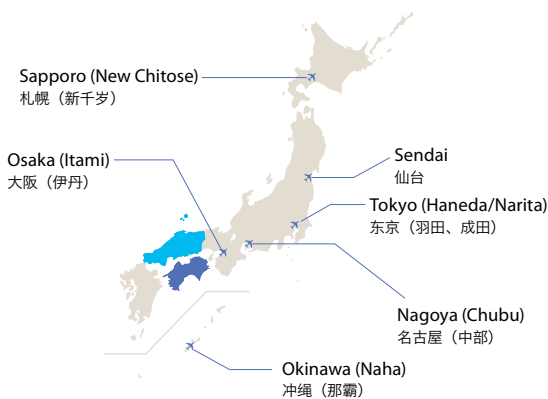 Sapporo (New Chitose)
札幌（新千岁）
Osaka (Itami)
大阪（伊丹）
Sendai
仙台
Tokyo (Haneda/Narita)
东京（羽田、成田）
Nagoya (Chubu)
名古屋（中部）
Okinawa (Naha)
冲绳（那霸）